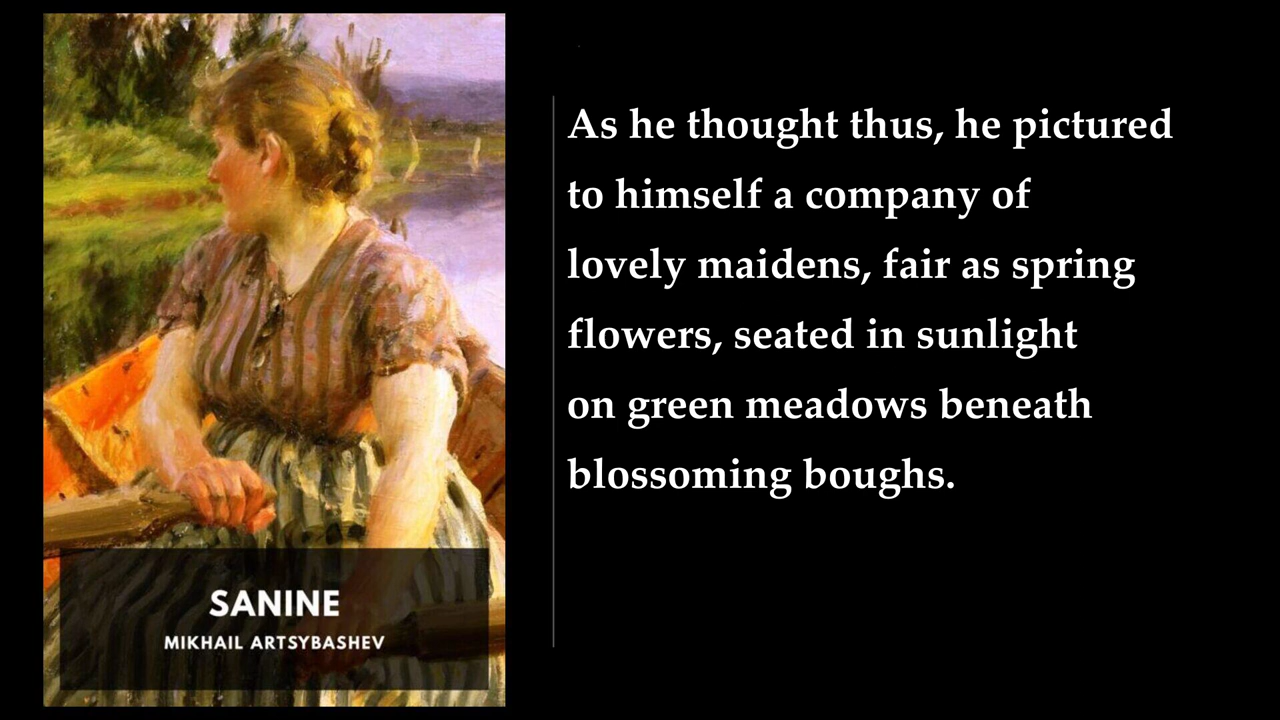 SANINE
MIKHAIL ARTSYBASHEV
As he thought thus, he pictured
to himself a company of
lovely maidens, fair as spring
flowers, seated in sunlight
on green meadows beneath
blossoming boughs.